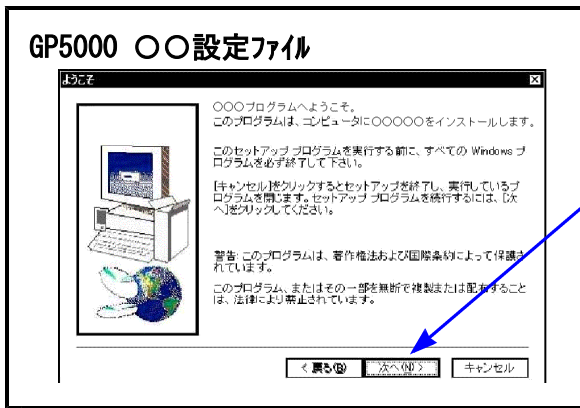 GP5000 〇〇設定ﾌｧｲﾙ
ようこそ
〇〇〇プログラムへようこそ。
このプログラムは、コンピュータに〇〇〇〇〇をインストールします。
このセットアップ プログラムを実行する前に、すべての Windows プ
ログラムを必ず終了して下さい。
[キャンセル]をクリックするとセットアップを終了し、実行しているプ
ログラムを閉じます。セットアップ プログラムを続行するには、[次
へ]をクリックしてください。
警告: このプログラムは、著作権法および国際条約によって保護さ
れています。
このプログラム、またはその一部を無断で複製または配布すること
は、法律により禁止されています。
< 戻る(B) 次へ(N) > キャンセル